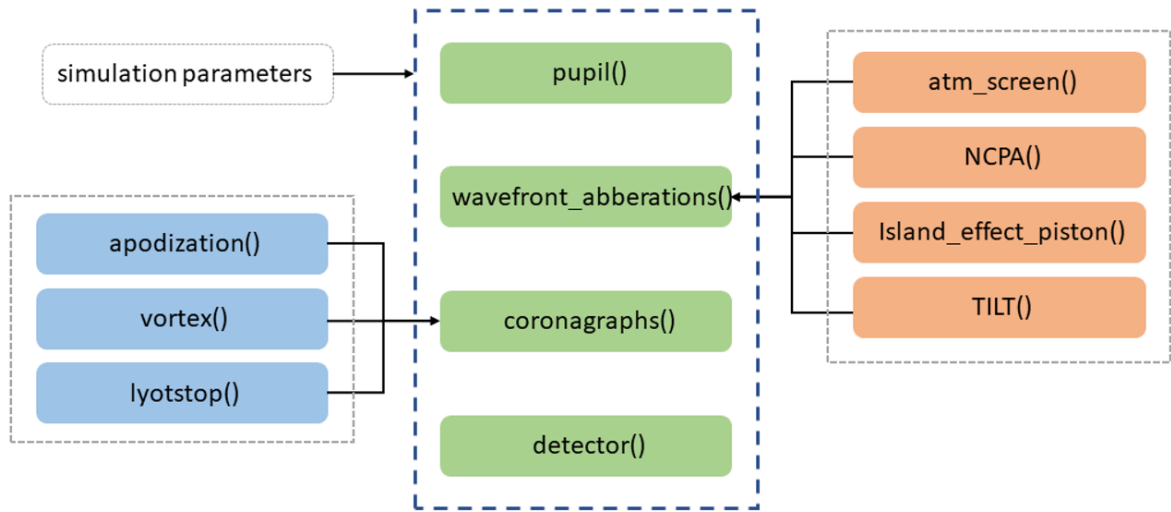 simulation parameters
pupil()
wavefront_abberations()
coronagraphs()
detector()
apodization()
vortex()
lyotstop()
atm_screen()
NCPA()
Island_effect_piston()
TILT()